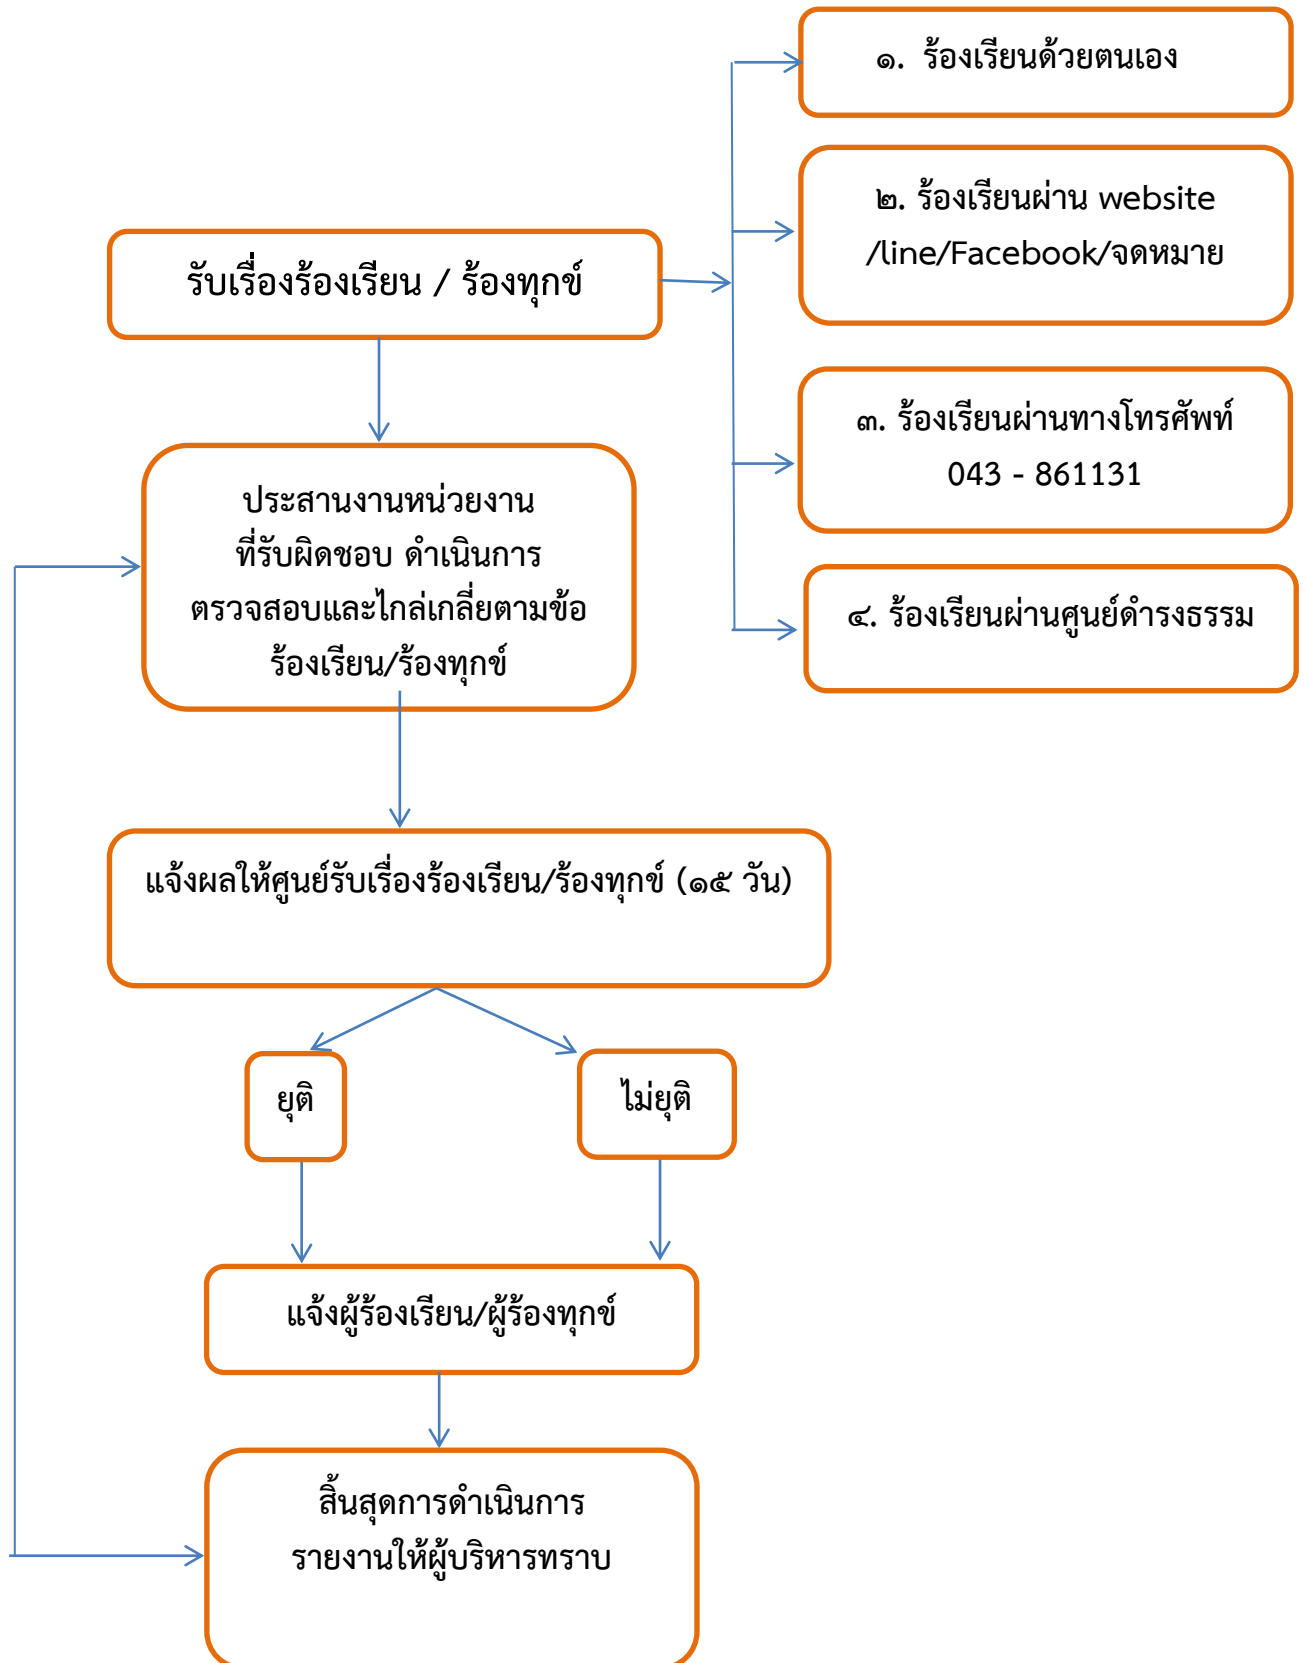 ๑. ร้องเรียนด้วยตนเอง
๒. ร้องเรียนผ่าน website
/line/Facebook/จดหมาย
รับเรื่องร้องเรียน / ร้องทุกข์
๓. ร้องเรียนผ่านทางโทรศัพท์
043 - 861131
ประสานงานหน่วยงาน
ที่รับผิดชอบ ดำเนินการ
ตรวจสอบและไกล่เกลี่ยตามข้อ
ร้องเรียน/ร้องทุกข์
๔. ร้องเรียนผ่านศูนย์ดำรงธรรม
แจ้งผลให้ศูนย์รับเรื่องร้องเรียน/ร้องทุกข์ (๑๕ วัน)
ยุติ
ไม่ยุติ
แจ้งผู้ร้องเรียน/ผู้ร้องทุกข์
สิ้นสุดการดำเนินการ
รายงานให้ผู้บริหารทราบ